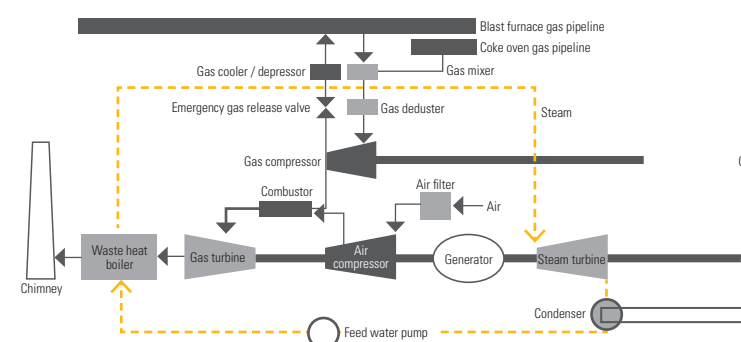 Blast furnace gas pipeline
Coke oven gas pipeline
Gas cooler / depressor
Gas mixer
Emergency gas release valve
Gas deduster
Steam
Gas compressor
Combustor
Air filter
Air
Waste heat
boiler
Gas turbine
Air
compressor
Generator
Steam turbine
Chimney
Condenser
Feed water pump